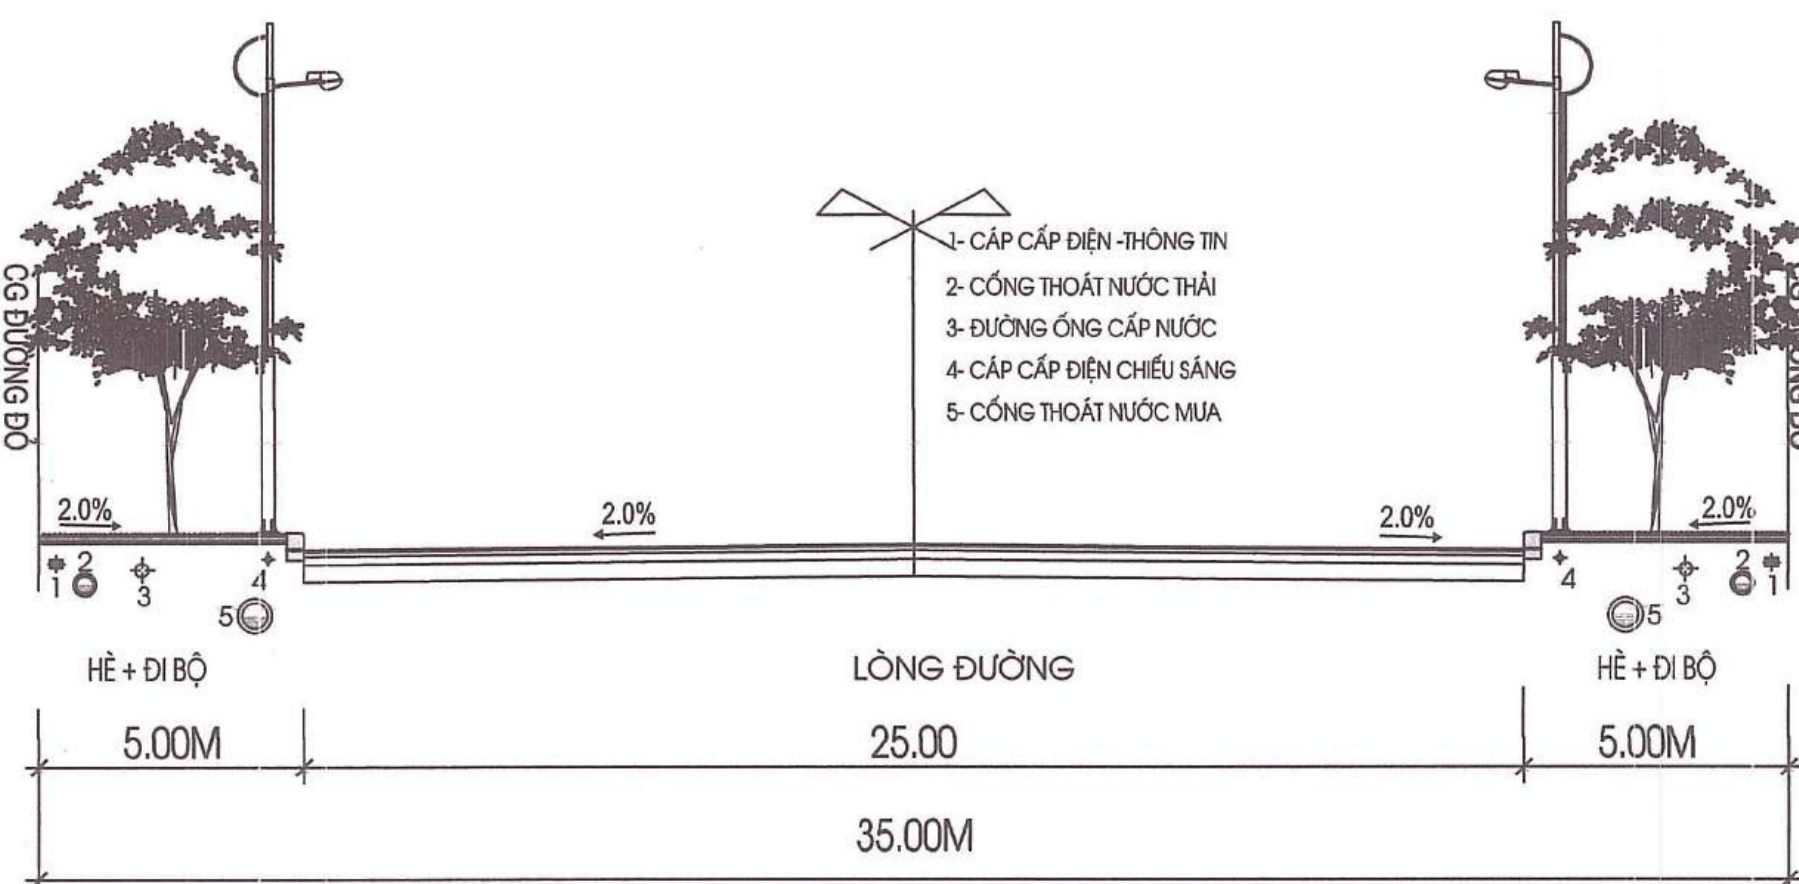 1- CÁP CẤP ĐIỆN -THÔNG TIN
2- CỐNG THOÁT NƯỚC THẢI
3- ĐƯỜNG ỐNG CẤP NƯỚC
4- CÁP CẤP ĐIỆN CHIẾU SÁNG
5- CỐNG THOÁT NƯỚC MƯA
CG ĐƯỜNG ĐỎ
2.0% 2.0% 2.0% 2.0%
1 2 3 4 5
4 5 3 2 1
HÈ + ĐI BỘ LÒNG ĐƯỜNG HÈ + ĐI BỘ
5.00M 25.00 5.00M
35.00M